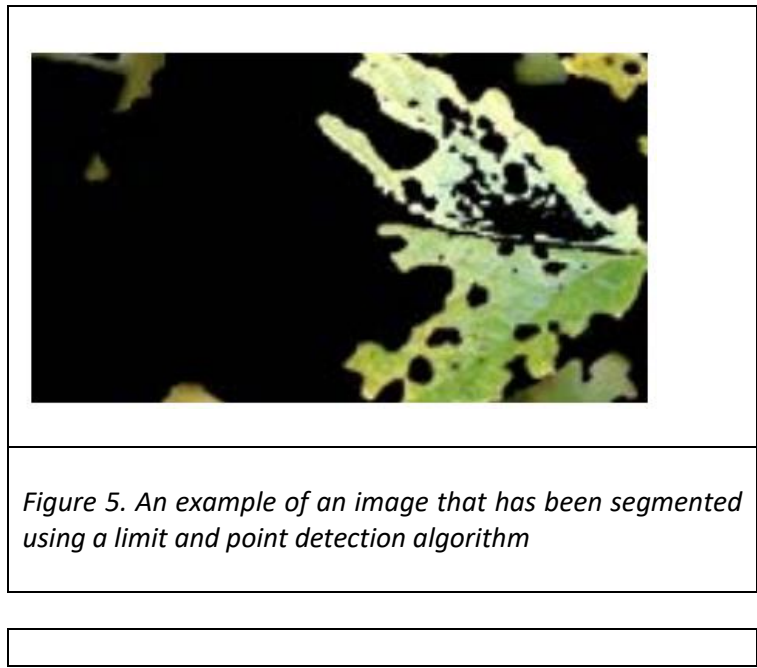 Figure 5. An example of an image that has been segmented
using a limit and point detection algorithm